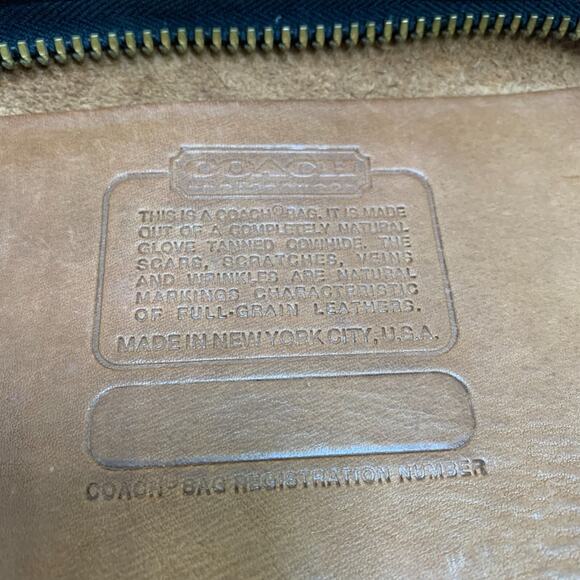 COACH
THIS IS A COACH® BAG. IT IS MADE
OUT OF A COMPLETELY NATURAL
GLOVE TANNED COWHIDE. THE
SCARS, SCRATCHES, VEINS
AND WRINKLES ARE NATURAL
MARKINGS CHARACTERISTIC
OF FULL-GRAIN LEATHERS.
MADE IN NEW YORK CITY, U.S.A.
COACH® BAG REGISTRATION NUMBER